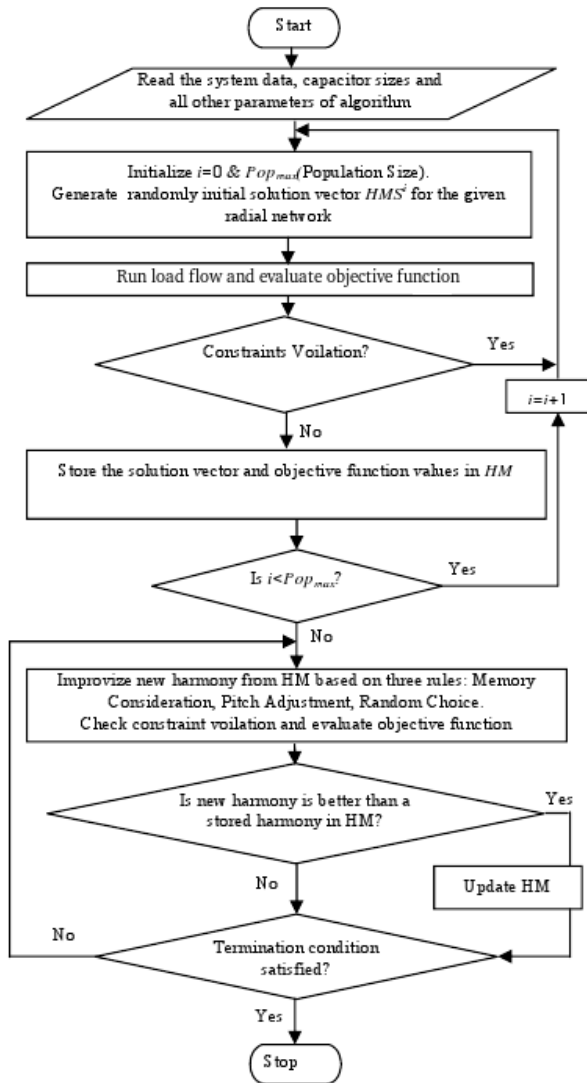 Start
Read the system data, capacitor sizes and
all other parameters of algorithm
Initialize i=0 & Pop_max(Population Size).
Generate randomly initial solution vector HMS^i for the given
radial network
Run load flow and evaluate objective function
Constraints Voilation?
Yes
i=i+1
No
Store the solution vector and objective function values in HM
Is i<Pop_max?
Yes
No
Improvize new harmony from HM based on three rules: Memory
Consideration, Pitch Adjustment, Random Choice.
Check constraint voilation and evaluate objective function
Is new harmony is better than a
stored harmony in HM?
Yes
No
Update HM
Termination condition
satisfied?
No
Yes
Stop